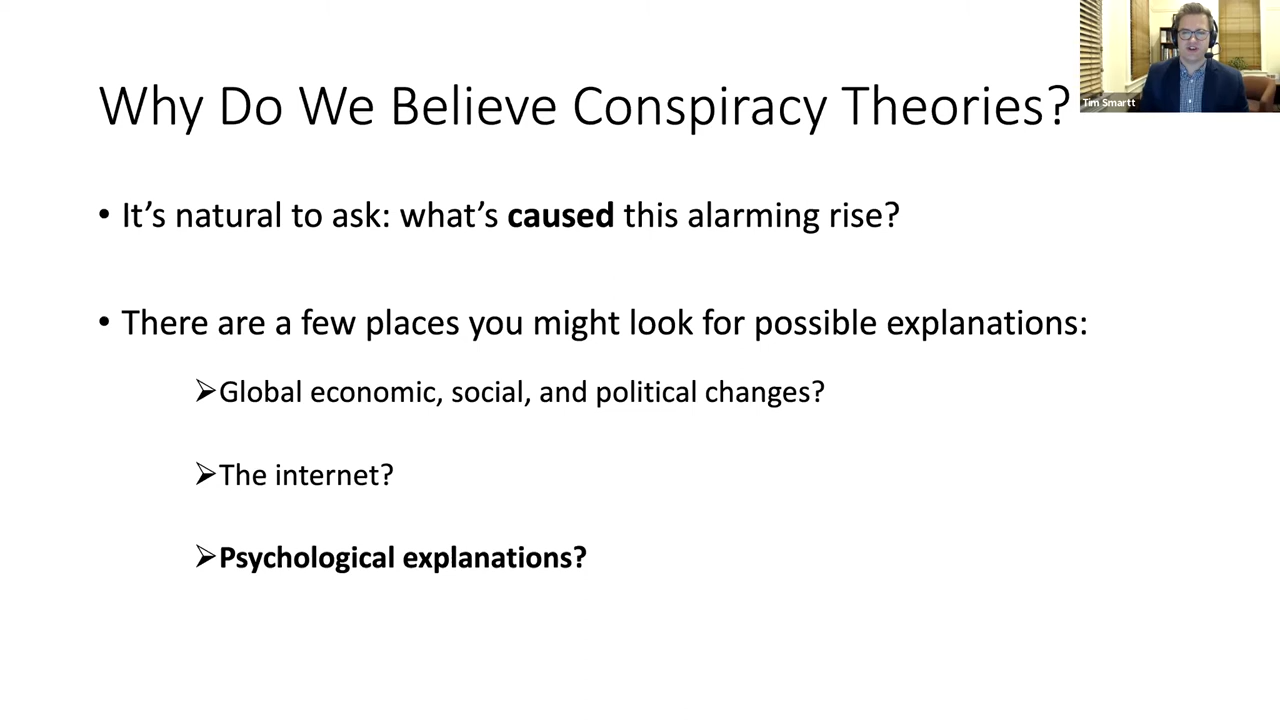 Why Do We Believe Conspiracy Theories?
Tim Smartt
• It’s natural to ask: what’s caused this alarming rise?
• There are a few places you might look for possible explanations:
➢Global economic, social, and political changes?
➢The internet?
➢Psychological explanations?